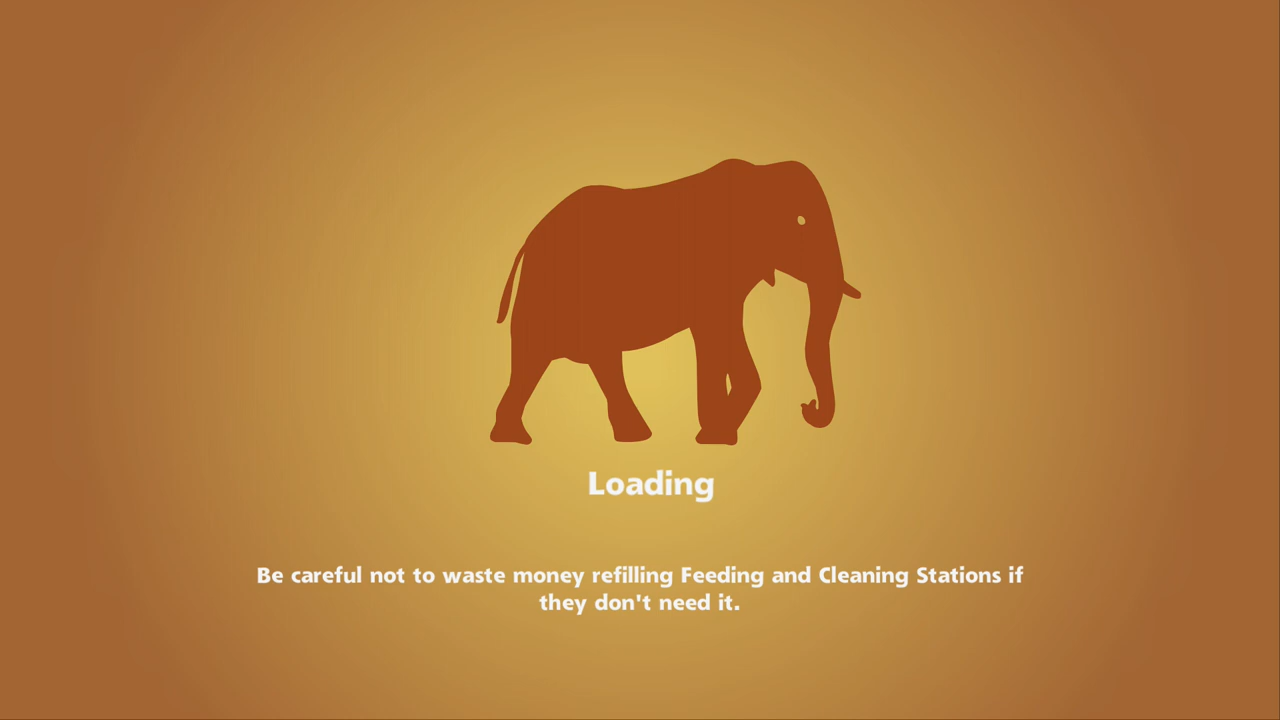 Loading
Be careful not to waste money refilling Feeding and Cleaning Stations if
they don't need it.